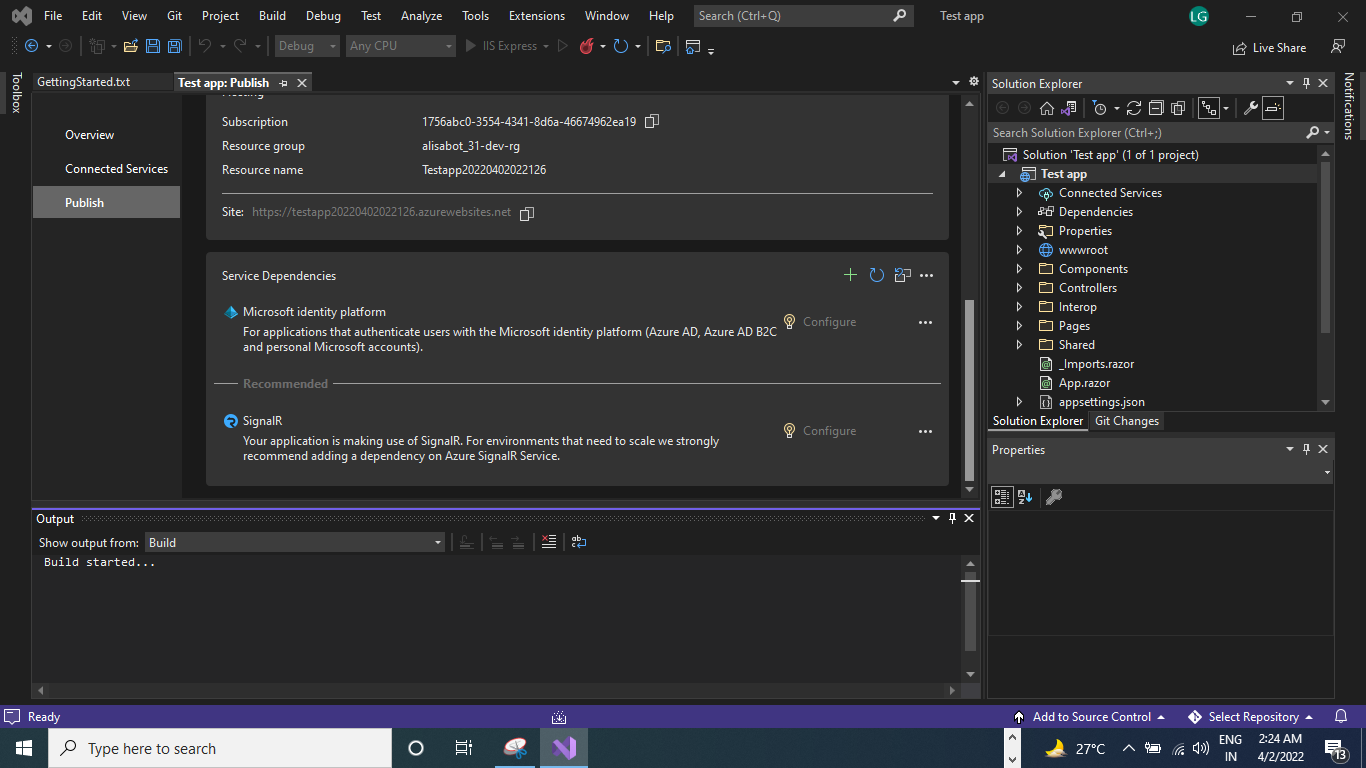 File Edit View Git Project Build Debug Test Analyze Tools Extensions Window Help Search (Ctrl+Q) Test app LG
Debug Any CPU IIS Express Live Share
Toolbox
GettingStarted.txt Test app: Publish
Overview
Connected Services
Publish
Subscription 1756abc0-3554-4341-8d6a-46674962ea19
Resource group alisabot_31-dev-rg
Resource name Testapp20220402022126
Site: https://testapp20220402022126.azurewebsites.net
Service Dependencies
Microsoft identity platform
For applications that authenticate users with the Microsoft identity platform (Azure AD, Azure AD B2C
and personal Microsoft accounts).
Configure
Recommended
SignalR
Your application is making use of SignalR. For environments that need to scale we strongly
recommend adding a dependency on Azure SignalR Service.
Configure
Output
Show output from: Build
Build started...
Solution Explorer
Search Solution Explorer (Ctrl+;)
Solution 'Test app' (1 of 1 project)
Test app
Connected Services
Dependencies
Properties
wwwroot
Components
Controllers
Interop
Pages
Shared
_Imports.razor
App.razor
appsettings.json
Solution Explorer Git Changes
Properties
Notifications
Ready Add to Source Control Select Repository
Type here to search 27°C ENG 2:24 AM
IN 4/2/2022 13